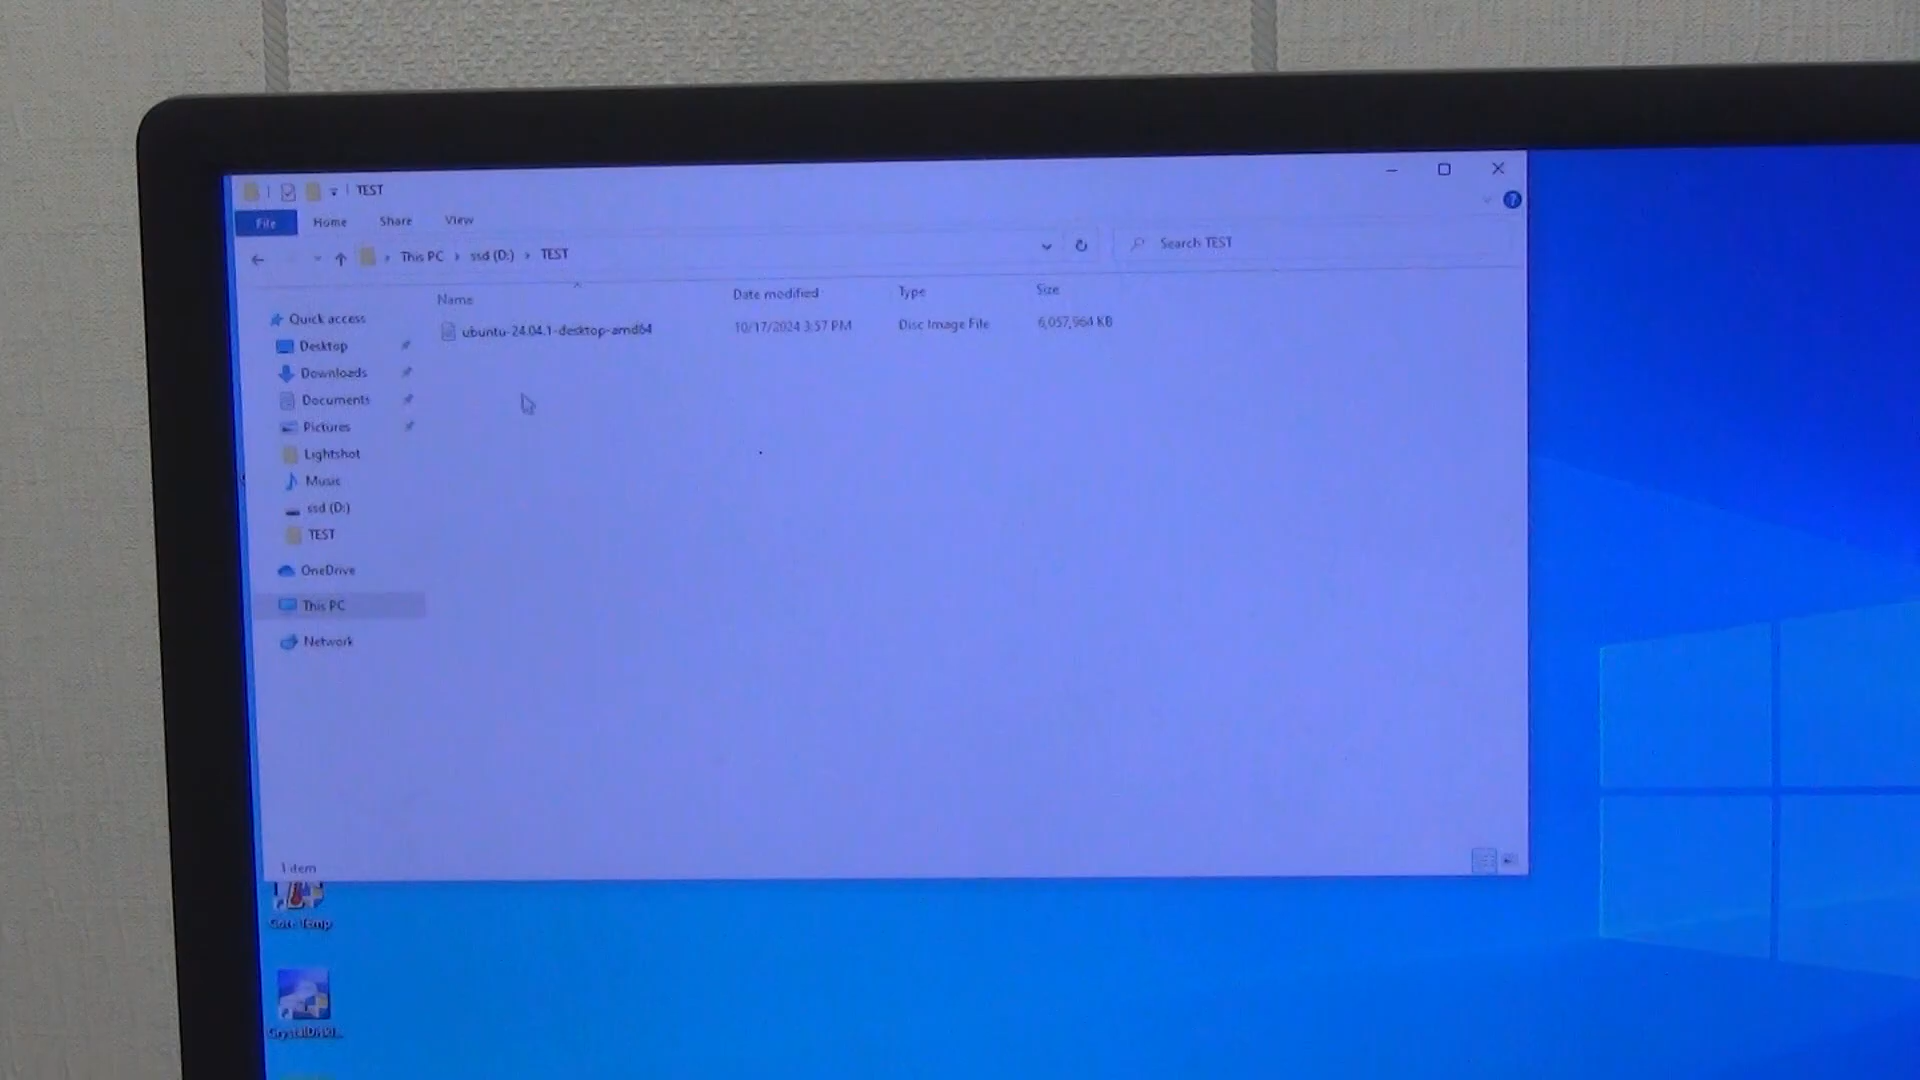 TEST
File Home Share View
This PC › ssd (D:) › TEST
Search TEST
Name Date modified Type Size
ubuntu-24.04.1-desktop-amd64 10/17/2024 3:57 PM Disc Image File 6,057,964 KB
Quick access
Desktop
Downloads
Documents
Pictures
Lightshot
Music
ssd (D:)
TEST
OneDrive
This PC
Network
1 item
Core Temp
CrystalDiskI...